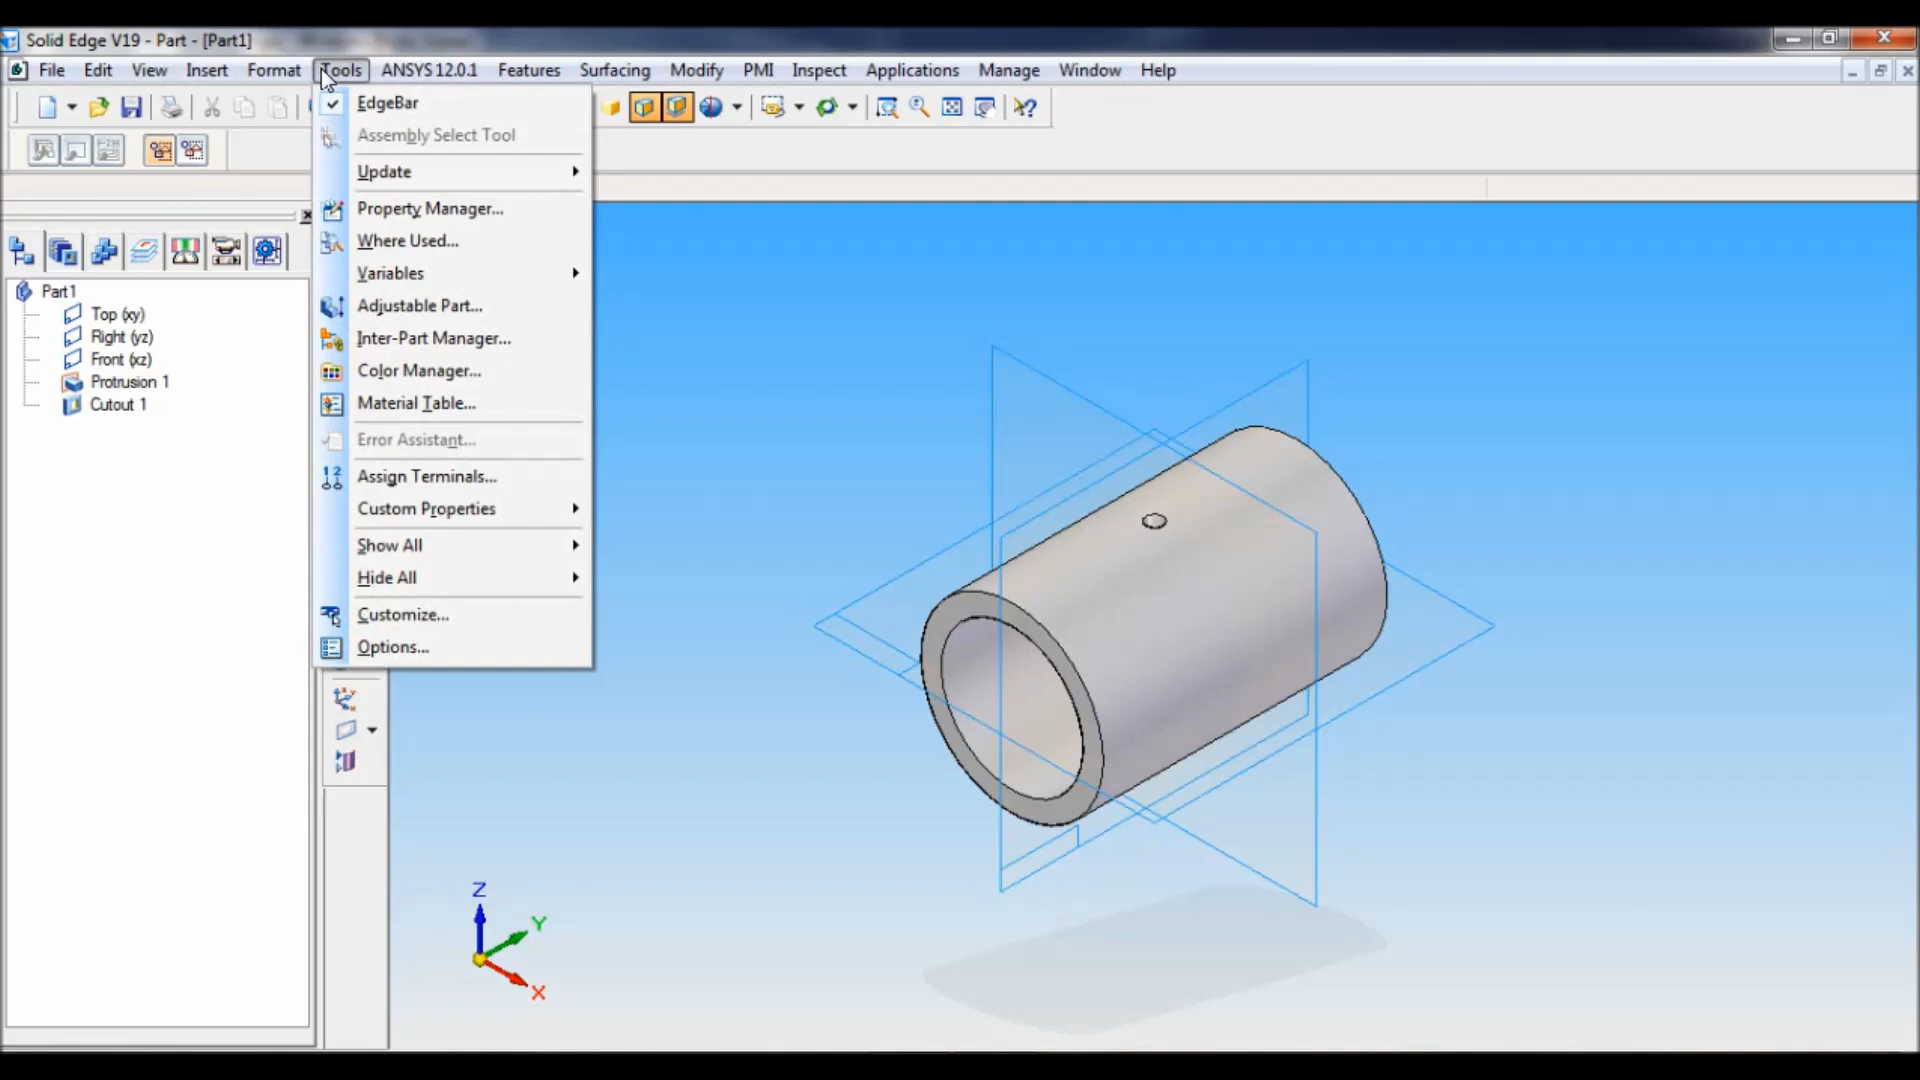 Solid Edge V19 - Part - [Part1]
File Edit View Insert Format Tools ANSYS 12.0.1 Features Surfacing Modify PMI Inspect Applications Manage Window Help
EdgeBar
Assembly Select Tool
Update
Property Manager...
Where Used...
Variables
Adjustable Part...
Inter-Part Manager...
Color Manager...
Material Table...
Error Assistant...
Assign Terminals...
Custom Properties
Show All
Hide All
Customize...
Options...
Part1
Top (xy)
Right (yz)
Front (xz)
Protrusion 1
Cutout 1
Z
Y
X